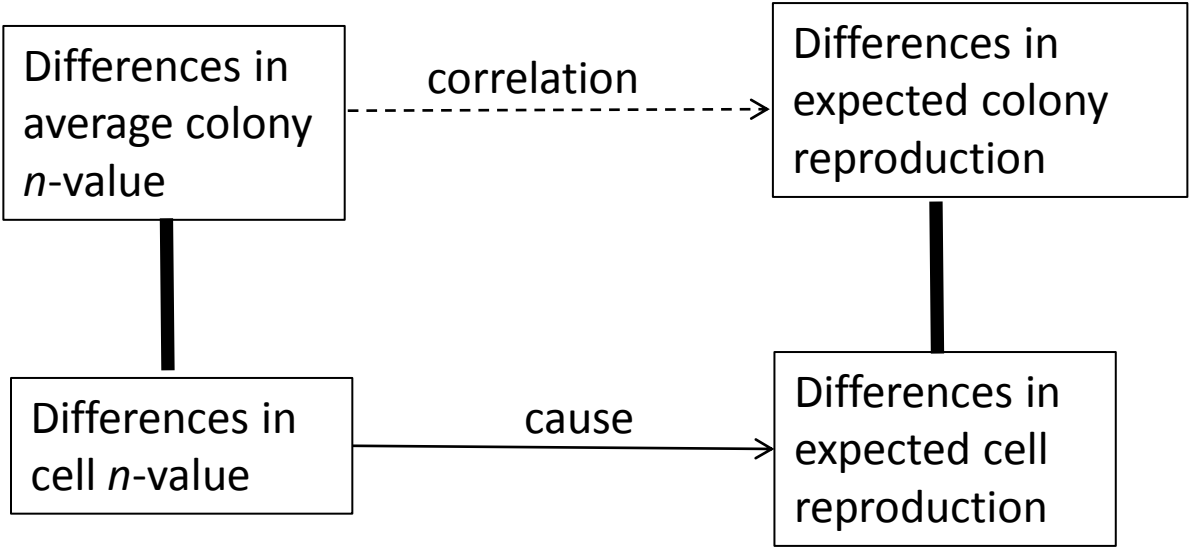 Differences in
average colony
n-value
correlation
Differences in
expected colony
reproduction
Differences in
cell n-value
cause
Differences in
expected cell
reproduction